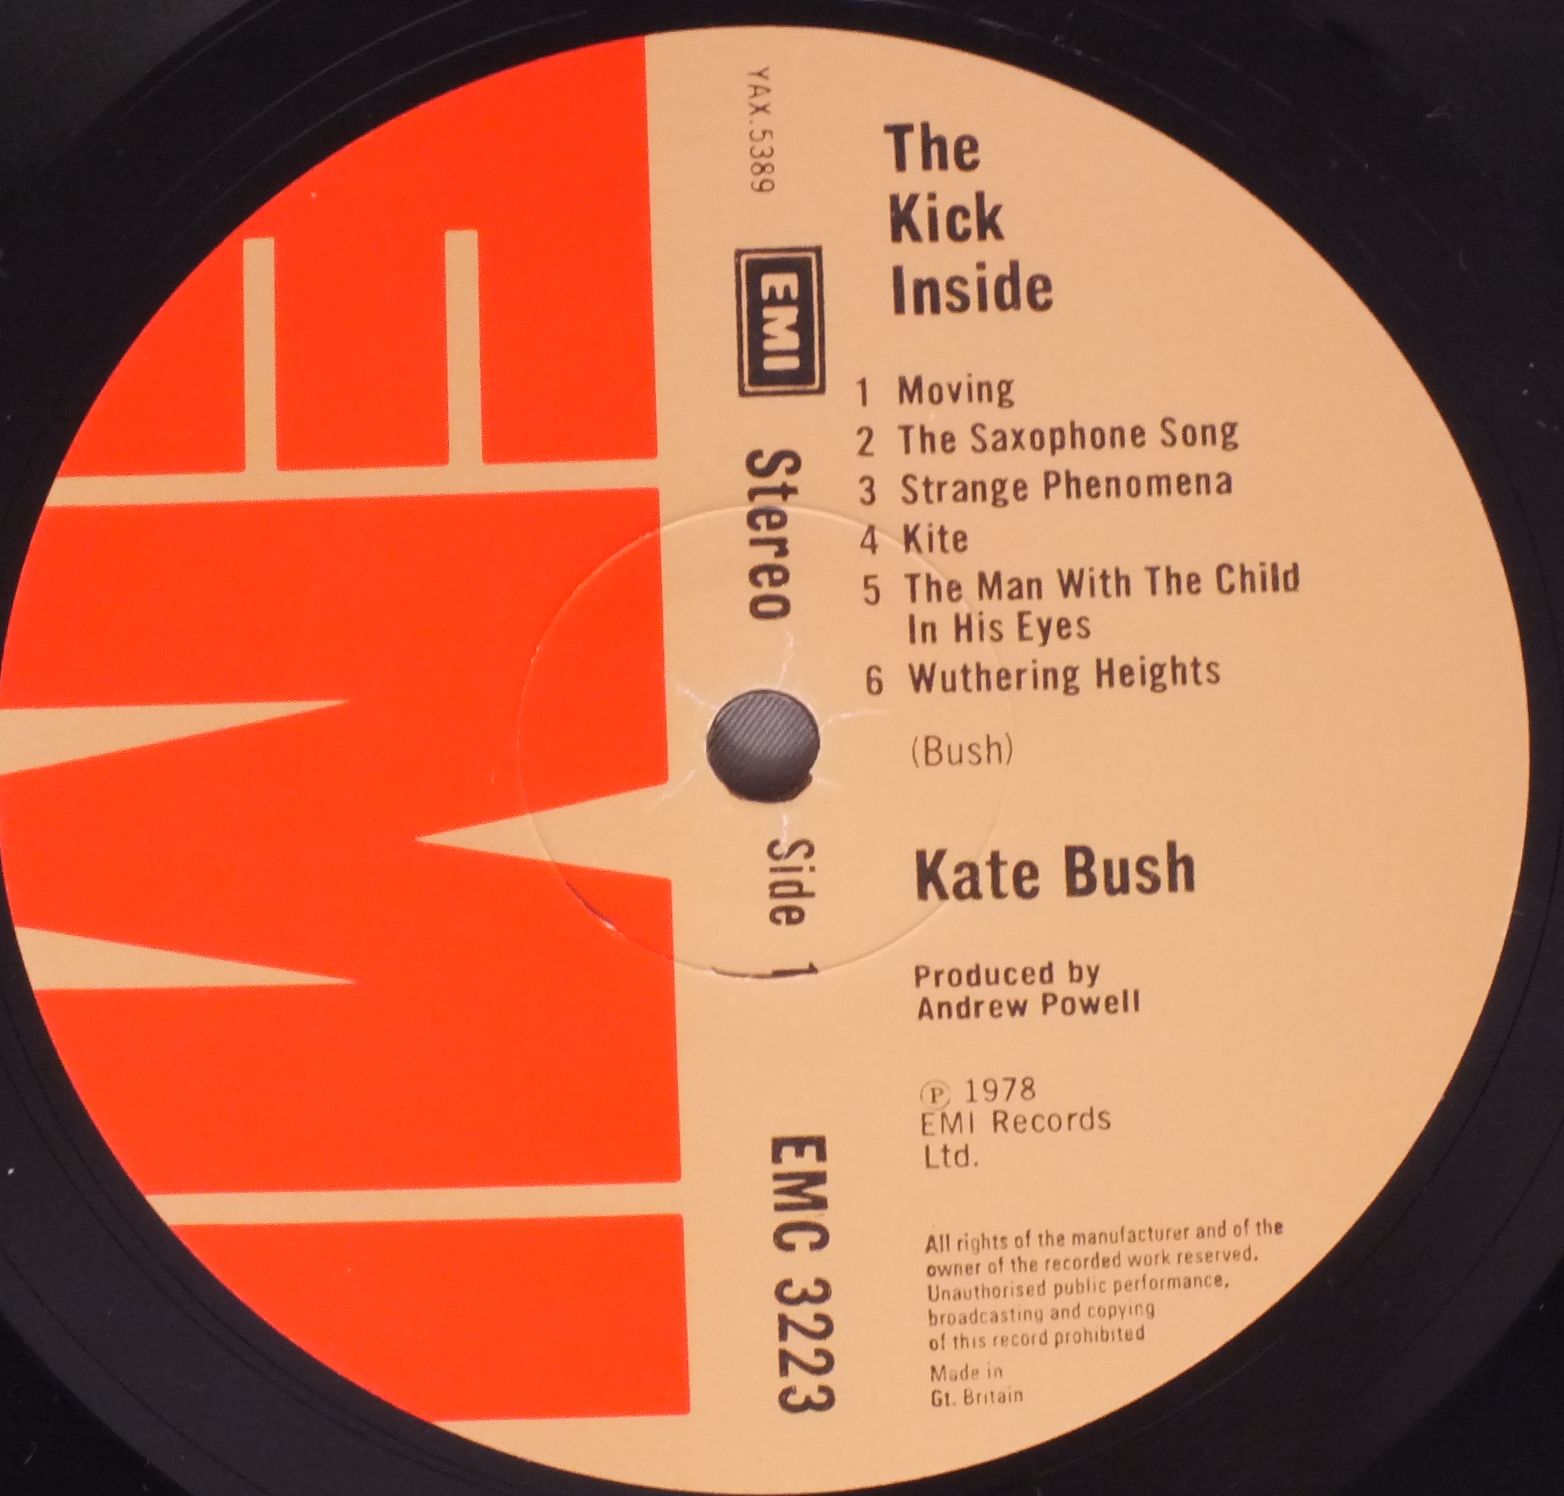 YAX.5389
EMI
EMI
Stereo
Side 1
EMC 3223
The
Kick
Inside
1 Moving
2 The Saxophone Song
3 Strange Phenomena
4 Kite
5 The Man With The Child
In His Eyes
6 Wuthering Heights
(Bush)
Kate Bush
Produced by
Andrew Powell
℗ 1978
EMI Records
Ltd.
All rights of the manufacturer and of the
owner of the recorded work reserved.
Unauthorised public performance,
broadcasting and copying
of this record prohibited
Made in
Gt. Britain